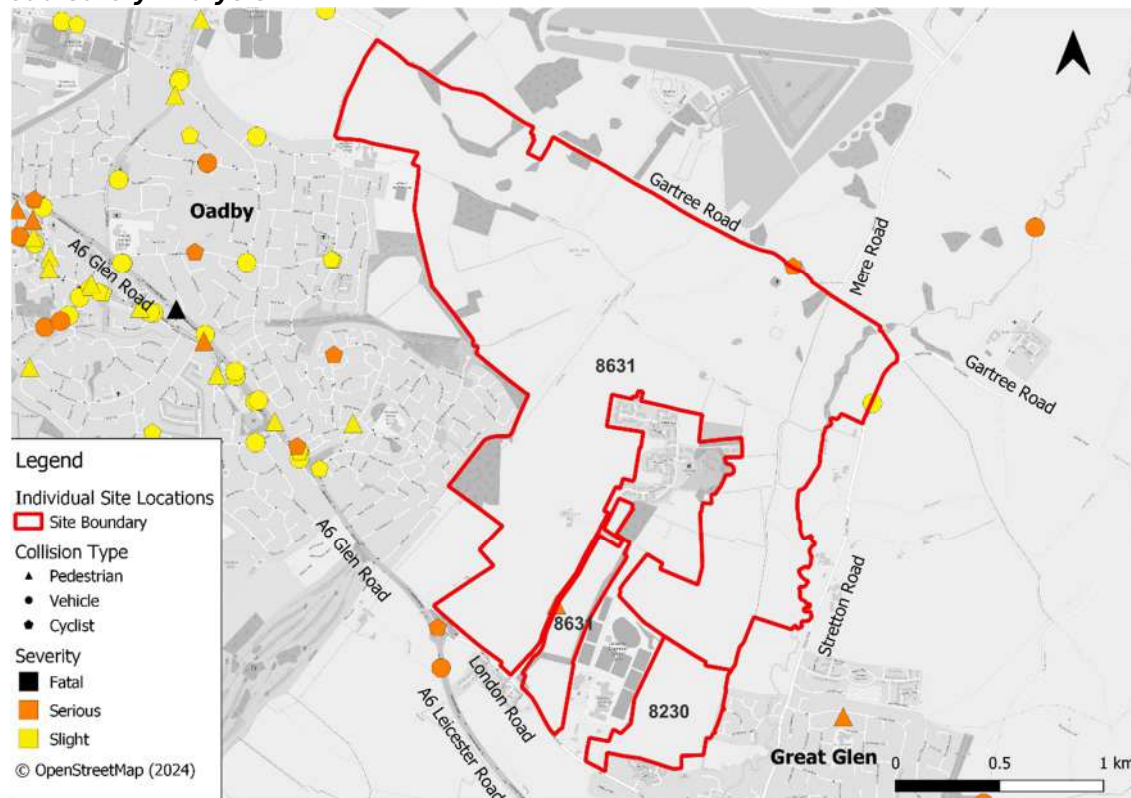 Oadby
A6 Glen Road
Gartree Road
Mere Road
Gartree Road
8631
8631
8230
A6 Glen Road
London Road
A6 Leicester Road
Stretton Road
Great Glen
Legend
Individual Site Locations
Site Boundary
Collision Type
Pedestrian
Vehicle
Cyclist
Severity
Fatal
Serious
Slight
© OpenStreetMap (2024)
0 0.5 1 km